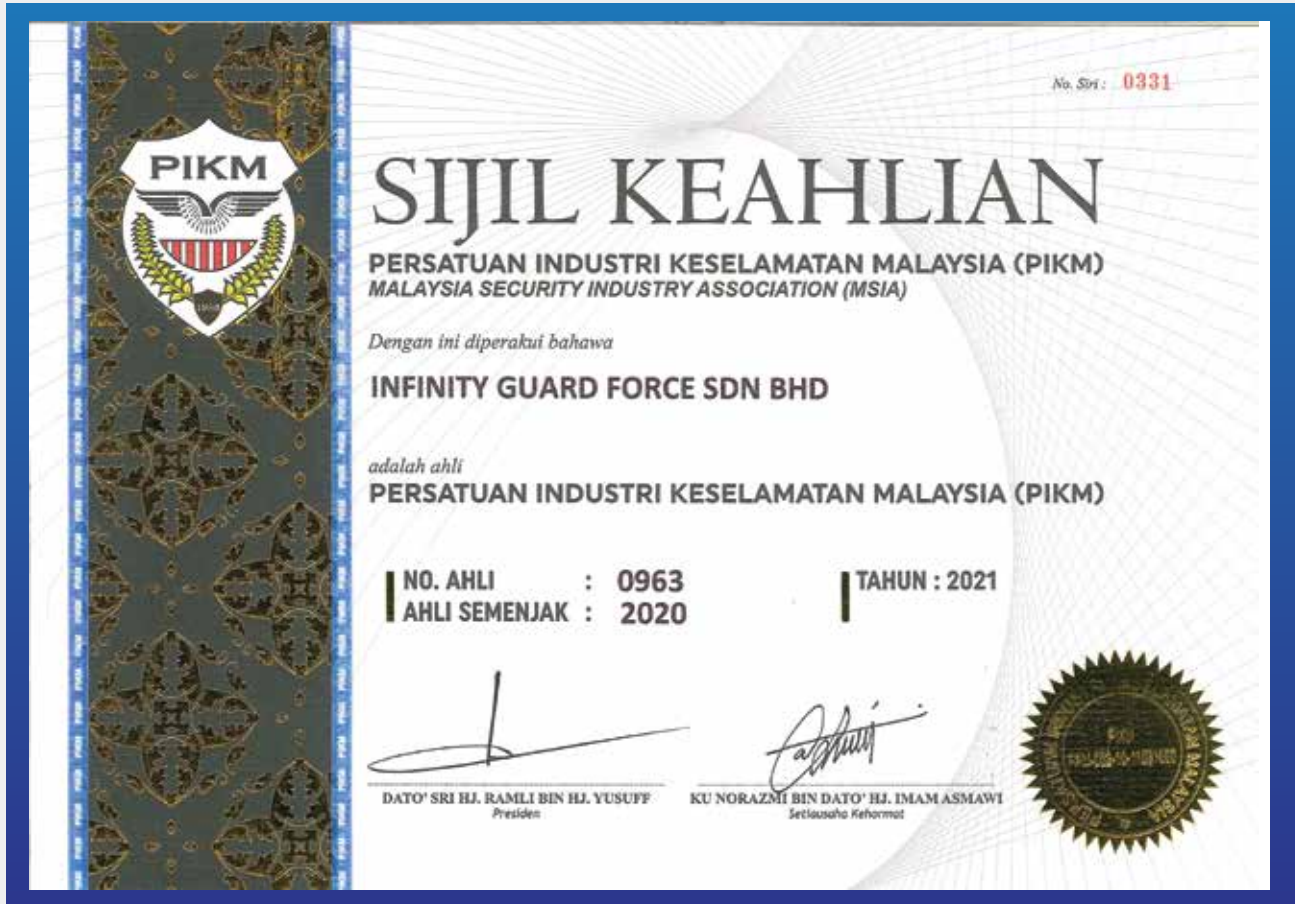 No. Siri : 0331
PIKM
SIJIL KEAHLIAN
PERSATUAN INDUSTRI KESELAMATAN MALAYSIA (PIKM)
MALAYSIA SECURITY INDUSTRY ASSOCIATION (MSIA)
Dengan ini diperakui bahawa
INFINITY GUARD FORCE SDN BHD
adalah ahli
PERSATUAN INDUSTRI KESELAMATAN MALAYSIA (PIKM)
NO. AHLI : 0963
TAHUN : 2021
AHLI SEMENJAK : 2020
DATO' SRI HJ. RAMLI BIN HJ. YUSUFF
Presiden
KU NORAZMI BIN DATO' HJ. IMAM ASMAWI
Setiausaha Kehormat